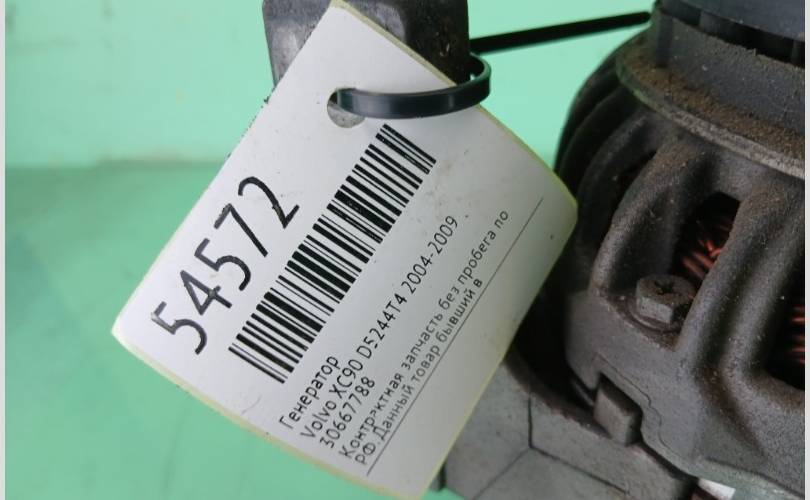 54572
Генератор
Volvo XC90 D5244T4 2004-2009
30667788
Контрактная запчасть без пробега по
РФ. Данный товар бывший в